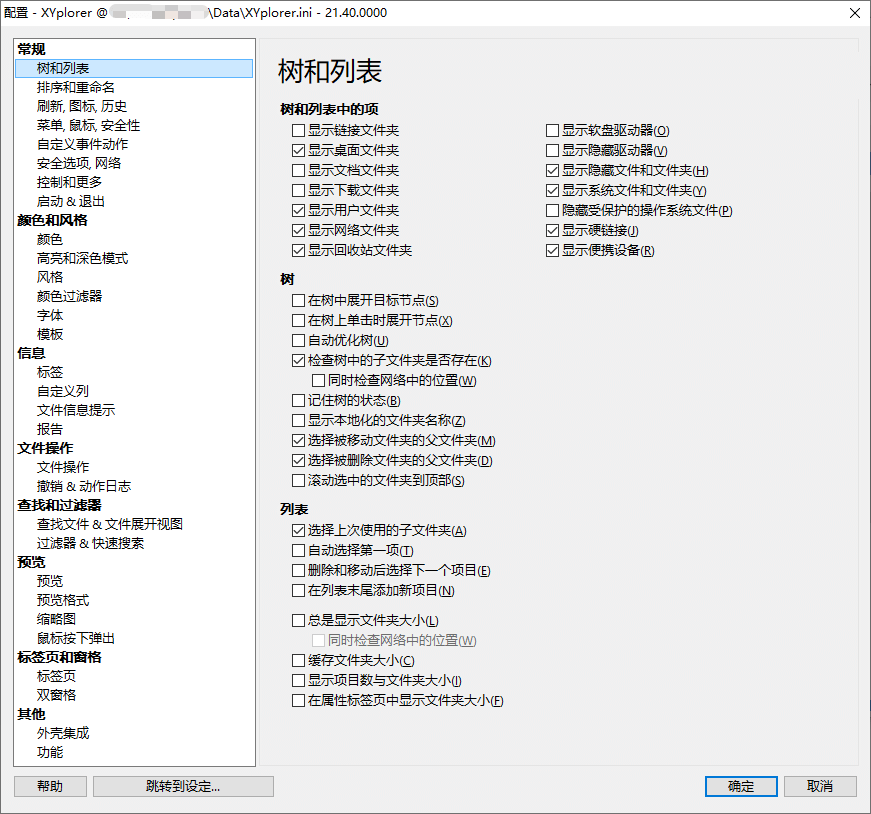 配置 - XYplorer @ \Data\XYplorer.ini - 21.40.0000
常规
树和列表
排序和重命名
刷新, 图标, 历史
菜单, 鼠标, 安全性
自定义事件动作
安全选项, 网络
控制和更多
启动 & 退出
颜色和风格
颜色
高亮和深色模式
风格
颜色过滤器
字体
模板
信息
标签
自定义列
文件信息提示
报告
文件操作
文件操作
撤销 & 动作日志
查找和过滤器
查找文件 & 文件展开视图
过滤器 & 快速搜索
预览
预览
预览格式
缩略图
鼠标按下弹出
标签页和窗格
标签页
双窗格
其他
外壳集成
功能
树和列表
树和列表中的项
显示链接文件夹
显示桌面文件夹
显示文档文件夹
显示下载文件夹
显示用户文件夹
显示网络文件夹
显示回收站文件夹
显示软盘驱动器(O)
显示隐藏驱动器(V)
显示隐藏文件和文件夹(H)
显示系统文件和文件夹(Y)
隐藏受保护的操作系统文件(P)
显示硬链接(J)
显示便携设备(R)
树
在树中展开目标节点(S)
在树上单击时展开节点(X)
自动优化树(U)
检查树中的子文件夹是否存在(K)
同时检查网络中的位置(W)
记住树的状态(B)
显示本地化的文件夹名称(Z)
选择被移动文件夹的父文件夹(M)
选择被删除文件夹的父文件夹(D)
滚动选中的文件夹到顶部(S)
列表
选择上次使用的子文件夹(A)
自动选择第一项(T)
删除和移动后选择下一个项目(E)
在列表末尾添加新项目(N)
总是显示文件夹大小(L)
同时检查网络中的位置(W)
缓存文件夹大小(C)
显示项目数与文件夹大小(I)
在属性标签页中显示文件夹大小(F)
帮助
跳转到设定...
确定
取消